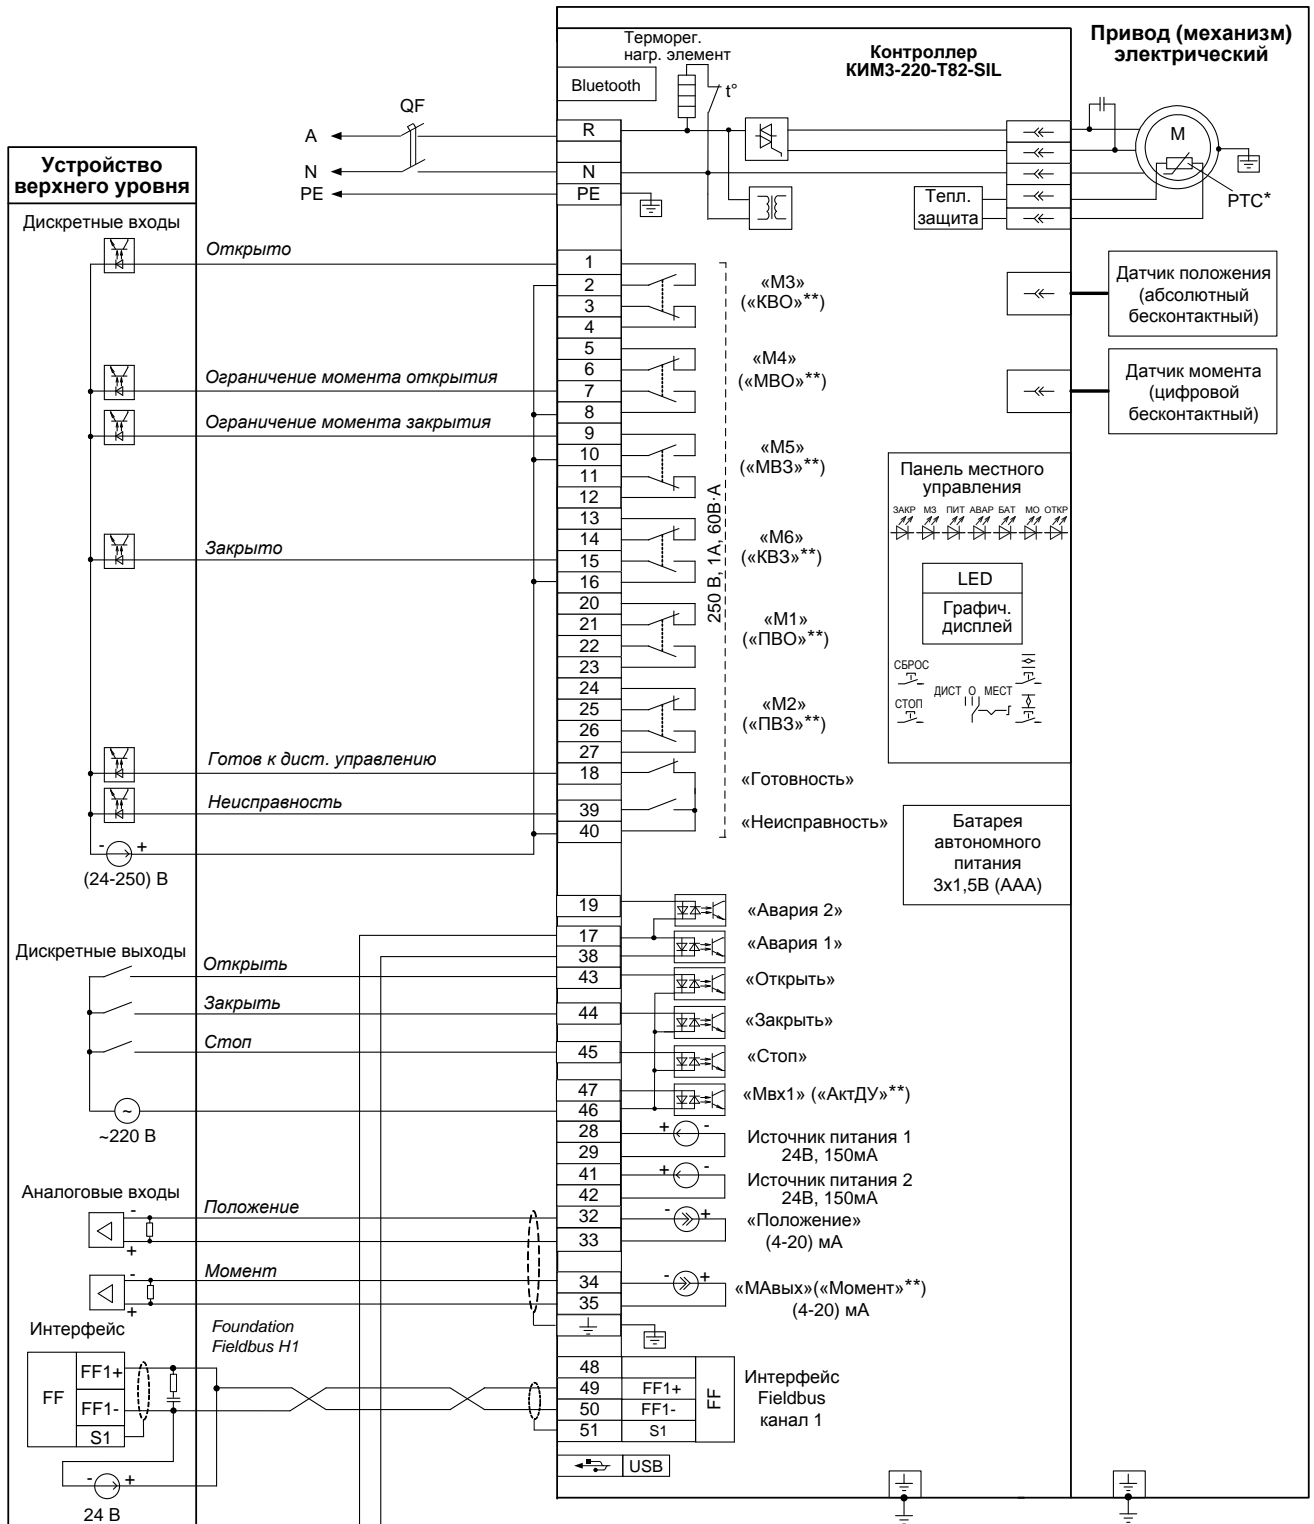 Привод (механизм)
электрический
Контроллер
КИМ3-220-Т82-SIL
Терморег.
нагр. элемент
t°
Bluetooth
QF
A
N
PE
R
N
PE
M
PTC*
Тепл.
защита
Устройство
верхнего уровня
Дискретные входы
Открыто
Ограничение момента открытия
Ограничение момента закрытия
Закрыто
Готов к дист. управлению
Неисправность
- +
(24-250) В
1
2
3
4
5
6
7
8
9
10
11
12
13
14
15
16
20
21
22
23
24
25
26
27
18
39
40
250 В, 1А, 60В·А
«М3»
(«КВО»**)
«М4»
(«МВО»**)
«М5»
(«МВЗ»**)
«М6»
(«КВЗ»**)
«М1»
(«ПВО»**)
«М2»
(«ПВЗ»**)
«Готовность»
«Неисправность»
Датчик положения
(абсолютный
бесконтактный)
Датчик момента
(цифровой
бесконтактный)
Панель местного
управления
ЗАКР МЗ ПИТ АВАР БАТ МО ОТКР
LED
Графич.
дисплей
СБРОС
СТОП
ДИСТ О МЕСТ
Батарея
автономного
питания
3х1,5В (ААА)
Дискретные выходы
Открыть
Закрыть
Стоп
~
~220 В
19
17
38
43
44
45
47
46
28
29
41
42
32
33
34
35
«Авария 2»
«Авария 1»
«Открыть»
«Закрыть»
«Стоп»
«Мвх1» («АктДУ»**)
+ -
Источник питания 1
24В, 150мА
+ -
Источник питания 2
24В, 150мА
- +
«Положение»
(4-20) мА
- +
«МАвых»(«Момент»**)
(4-20) мА
Аналоговые входы
-
+
Положение
-
+
Момент
Интерфейс
Foundation
Fieldbus H1
FF
FF1+
FF1-
S1
- +
24 В
48
49 FF1+
50 FF1-
51 S1
FF
Интерфейс
Fieldbus
канал 1
USB